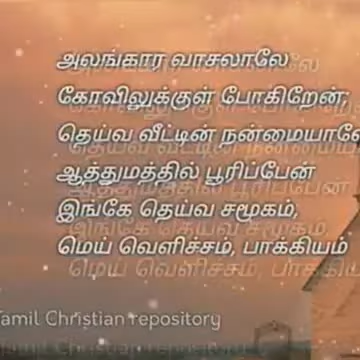 அலங்கார வாசலாலே
கோவிலுக்குள் போகிறேன்;
தெய்வ வீட்டின் நன்மையாலே
ஆத்துமத்தில் பூரிப்பேன்
இங்கே தெய்வ சமூகம்,
மெய் வெளிச்சம், பாக்கியம்
Tamil Christian repository